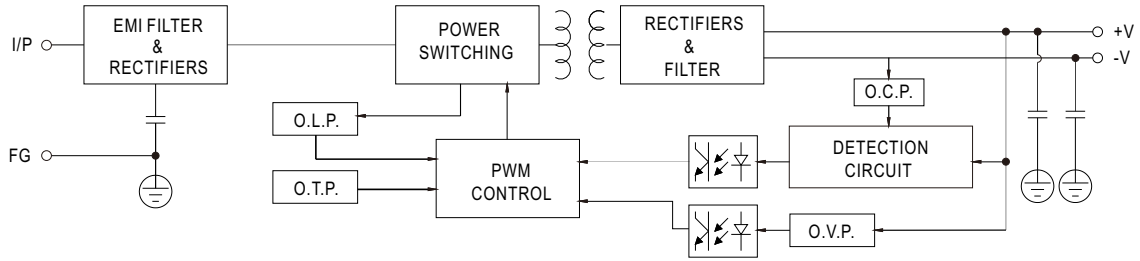 I/P
EMI FILTER
&
RECTIFIERS
POWER
SWITCHING
RECTIFIERS
&
FILTER
+V
-V
O.C.P.
O.L.P.
FG
DETECTION
CIRCUIT
PWM
CONTROL
O.T.P.
O.V.P.